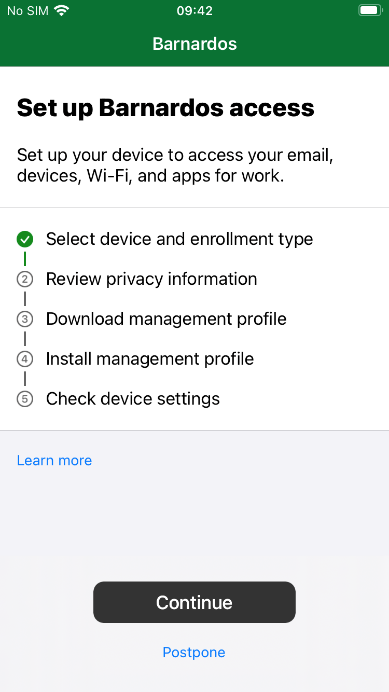 No SIM 09:42
Barnardos
Set up Barnardos access
Set up your device to access your email,
devices, Wi-Fi, and apps for work.
Select device and enrollment type
2 Review privacy information
3 Download management profile
4 Install management profile
5 Check device settings
Learn more
Continue
Postpone